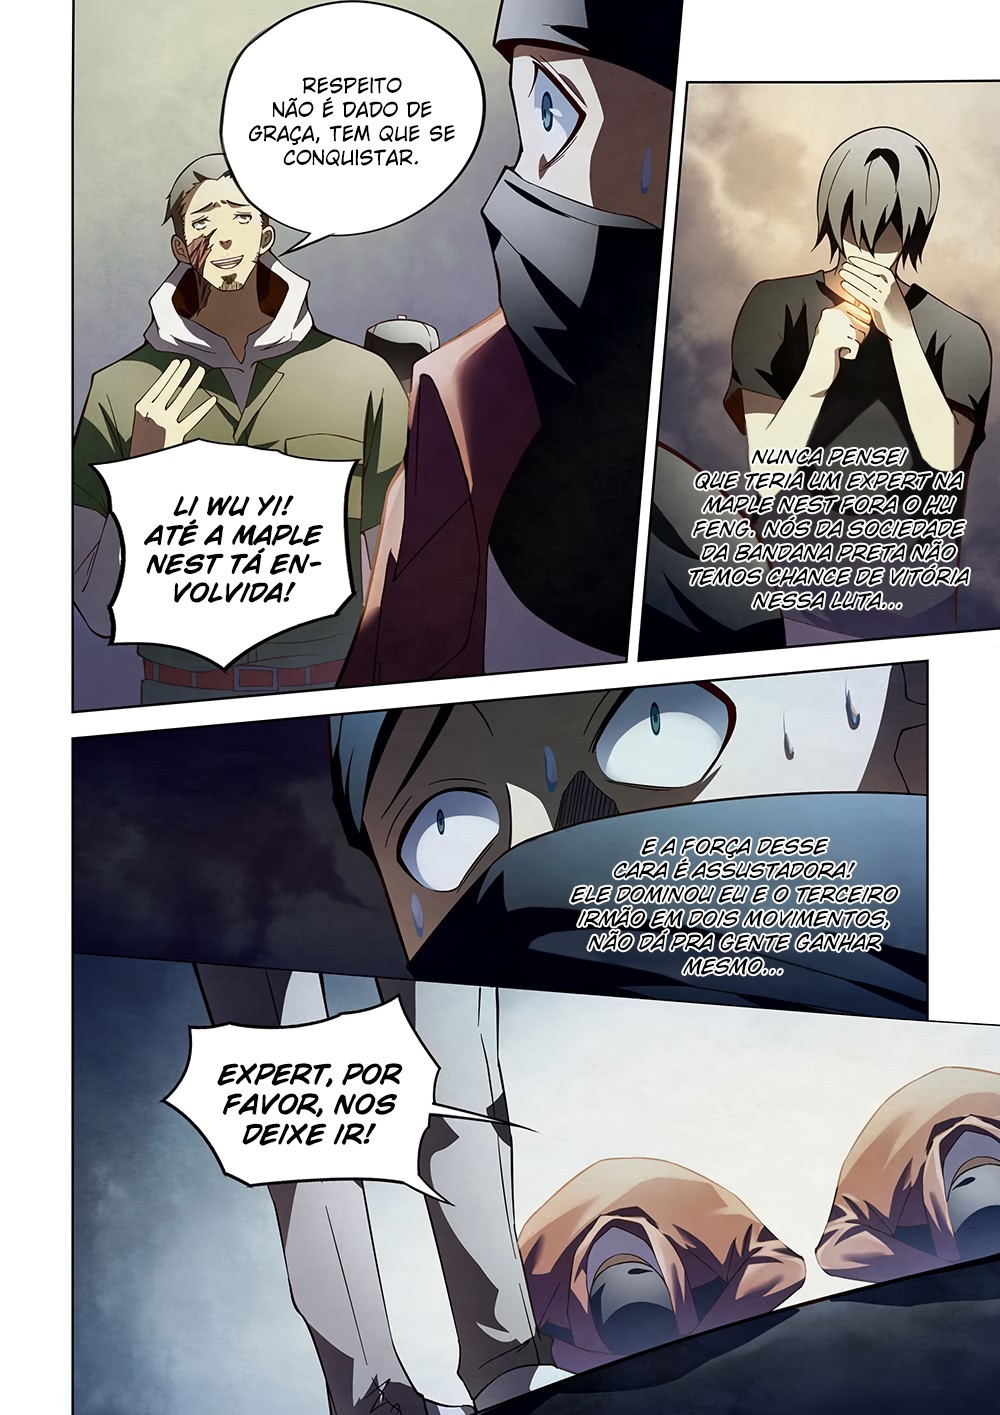 RESPEITO
NÃO É DADO DE
GRAÇA, TEM QUE SE
CONQUISTAR.
LI WU YI!
ATÉ A MAPLE
NEST TÁ EN-
VOLVIDA!
NUNCA PENSEI
QUE TERIA UM EXPERT NA
MAPLE NEST FORA O HU
FENG. NÓS DA SOCIEDADE
DA BANDANA PRETA NÃO
TEMOS CHANCE DE VITÓRIA
NESSA LUTA...
E A FORÇA DESSE
CARA É ASSUSTADORA!
ELE DOMINOU EU E O TERCEIRO
IRMÃO EM DOIS MOVIMENTOS,
NÃO DÁ PRA GENTE GANHAR
MESMO...
EXPERT, POR
FAVOR, NOS
DEIXE IR!